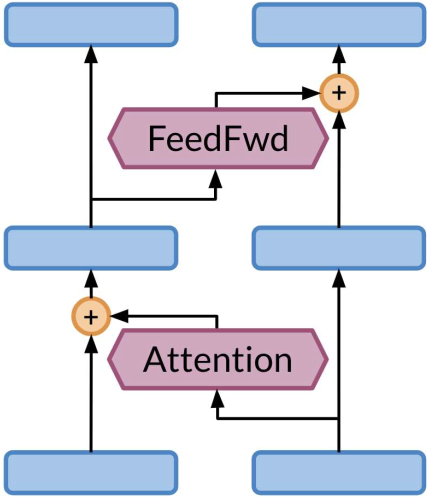 +
FeedFwd
+
Attention